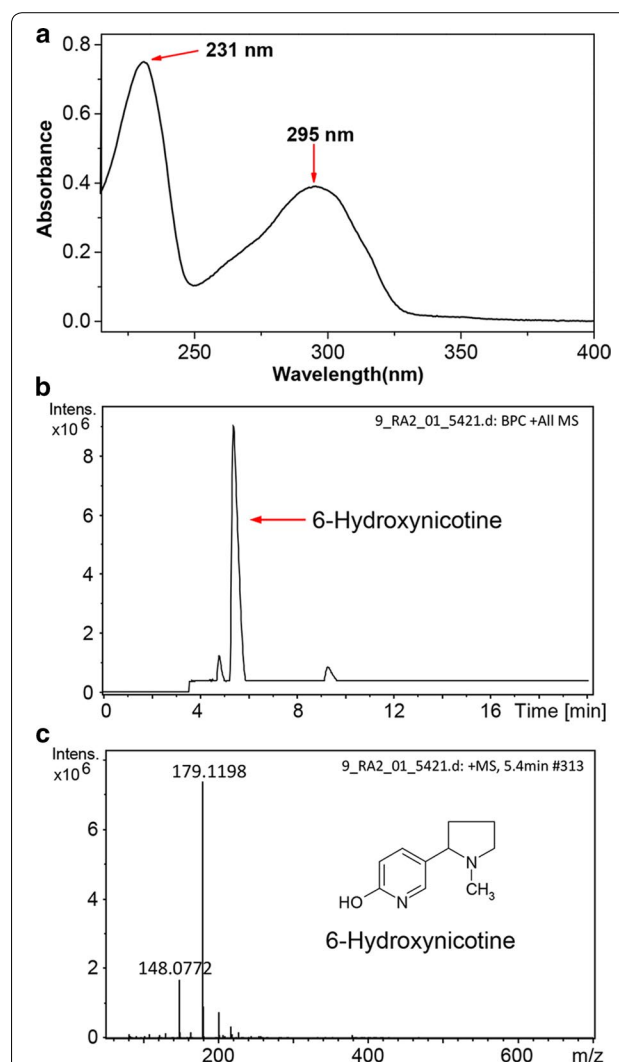 a
231 nm
295 nm
Absorbance
0.8
0.6
0.4
0.2
0.0
250 300 350 400
Wavelength(nm)
b
Intens.
x10⁶
9_RA2_01_5421.d: BPC +All MS
6-Hydroxynicotine
8
6
4
2
0
0 4 8 12 16 Time [min]
c
Intens.
x10⁶
9_RA2_01_5421.d: +MS, 5.4min #313
179.1198
148.0772
HO
N
N
CH₃
6-Hydroxynicotine
6
4
2
0
200 400 600 m/z